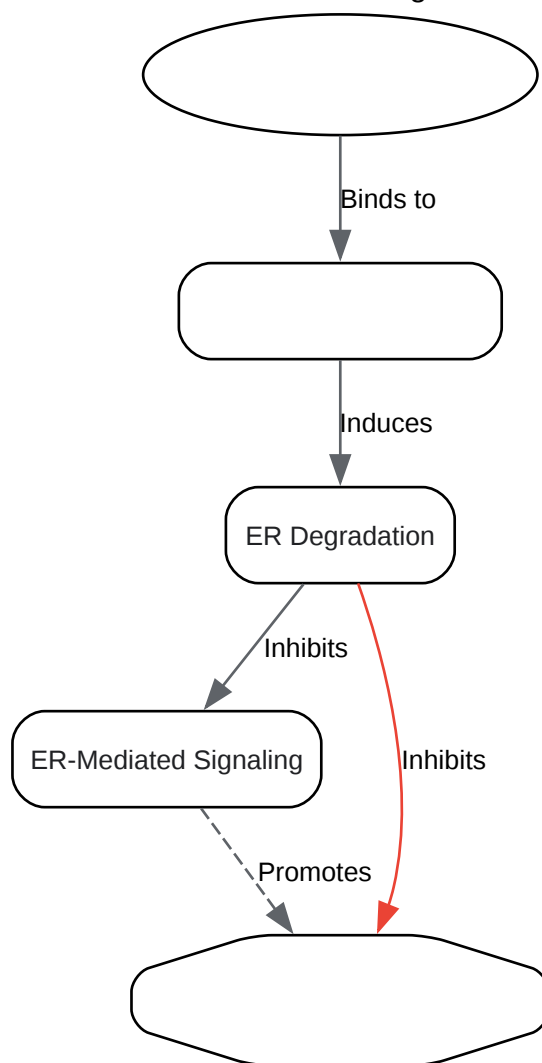 Binds to
Induces
ER Degradation
Inhibits
ER-Mediated Signaling
Inhibits
Promotes